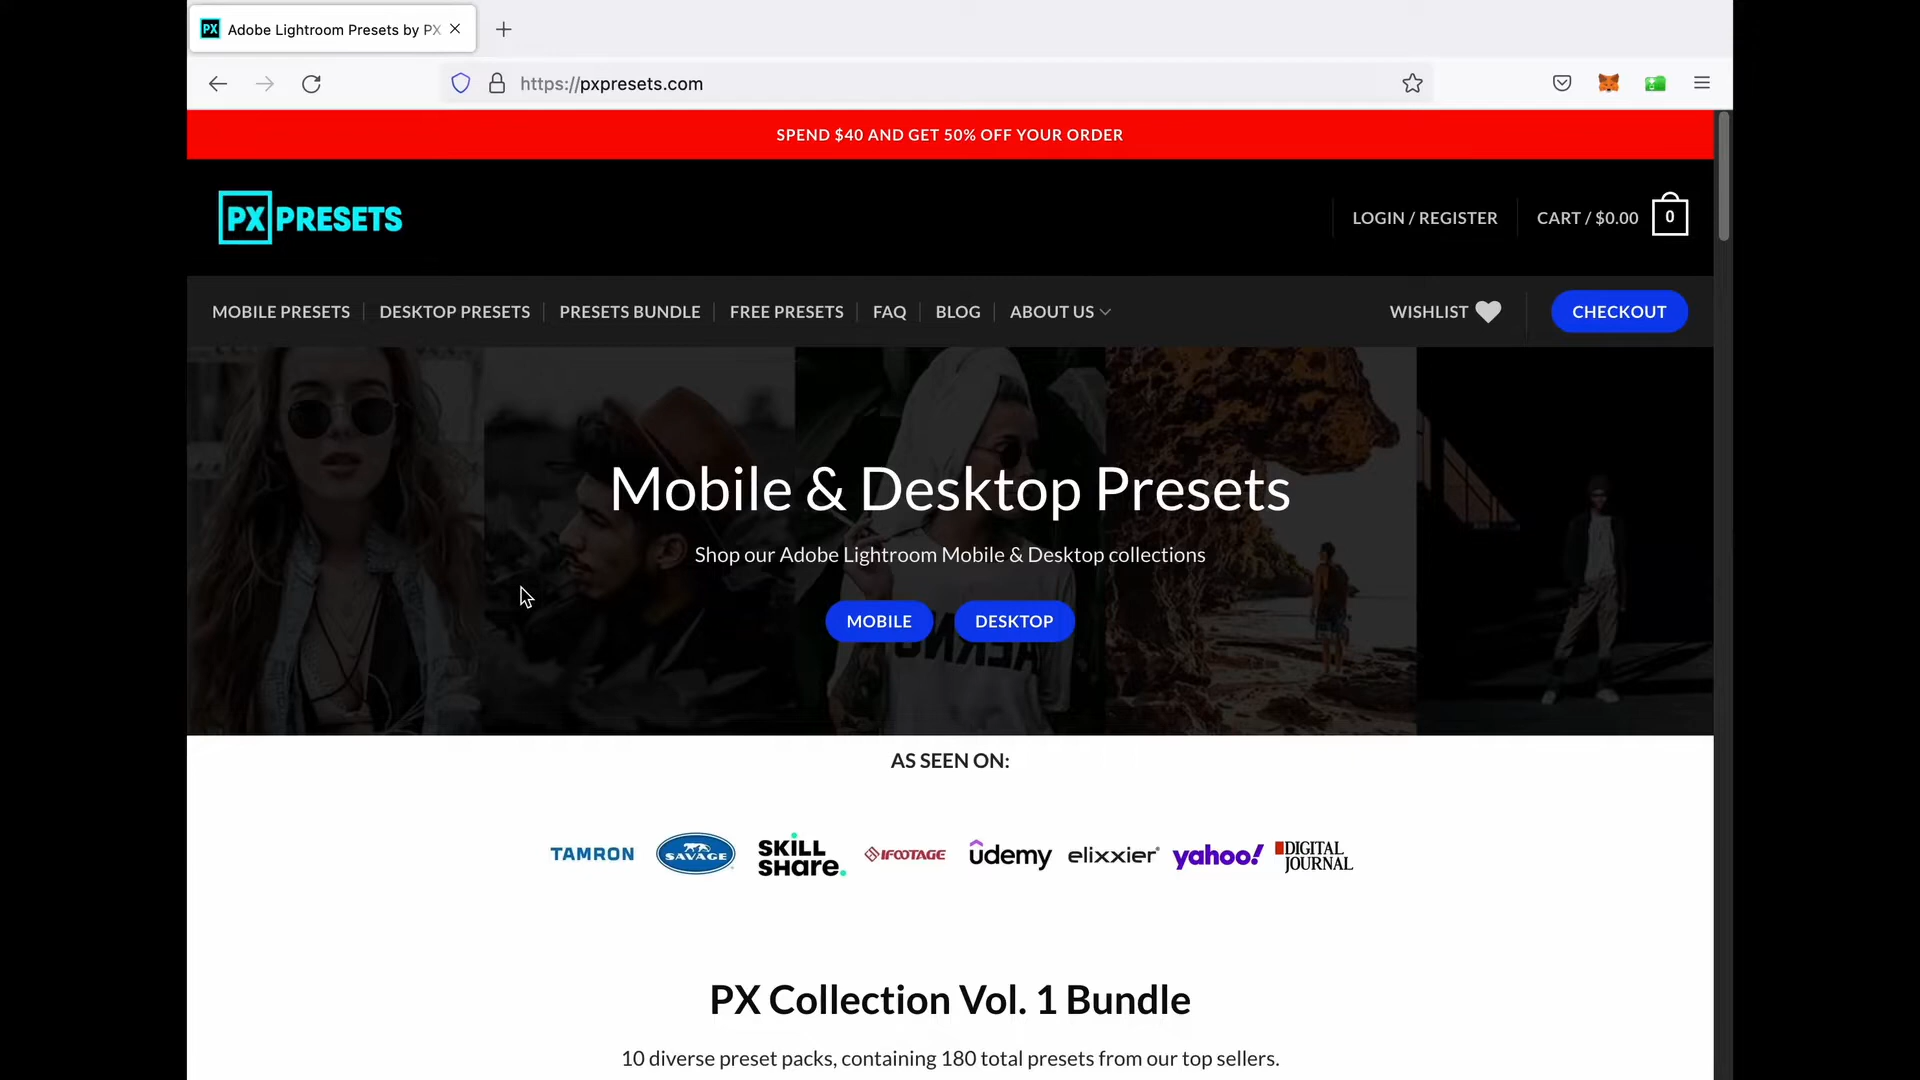 PX Adobe Lightroom Presets by PX
https://pxpresets.com
SPEND $40 AND GET 50% OFF YOUR ORDER
PX PRESETS
LOGIN / REGISTER
CART / $0.00 0
MOBILE PRESETS
DESKTOP PRESETS
PRESETS BUNDLE
FREE PRESETS
FAQ
BLOG
ABOUT US
WISHLIST
CHECKOUT
Mobile & Desktop Presets
Shop our Adobe Lightroom Mobile & Desktop collections
MOBILE
DESKTOP
AS SEEN ON:
TAMRON
SAVAGE
SKILL
SHARE.
IFOOTAGE
ûdemy
elixxier
yahoo!
DIGITAL
JOURNAL
PX Collection Vol. 1 Bundle
10 diverse preset packs, containing 180 total presets from our top sellers.